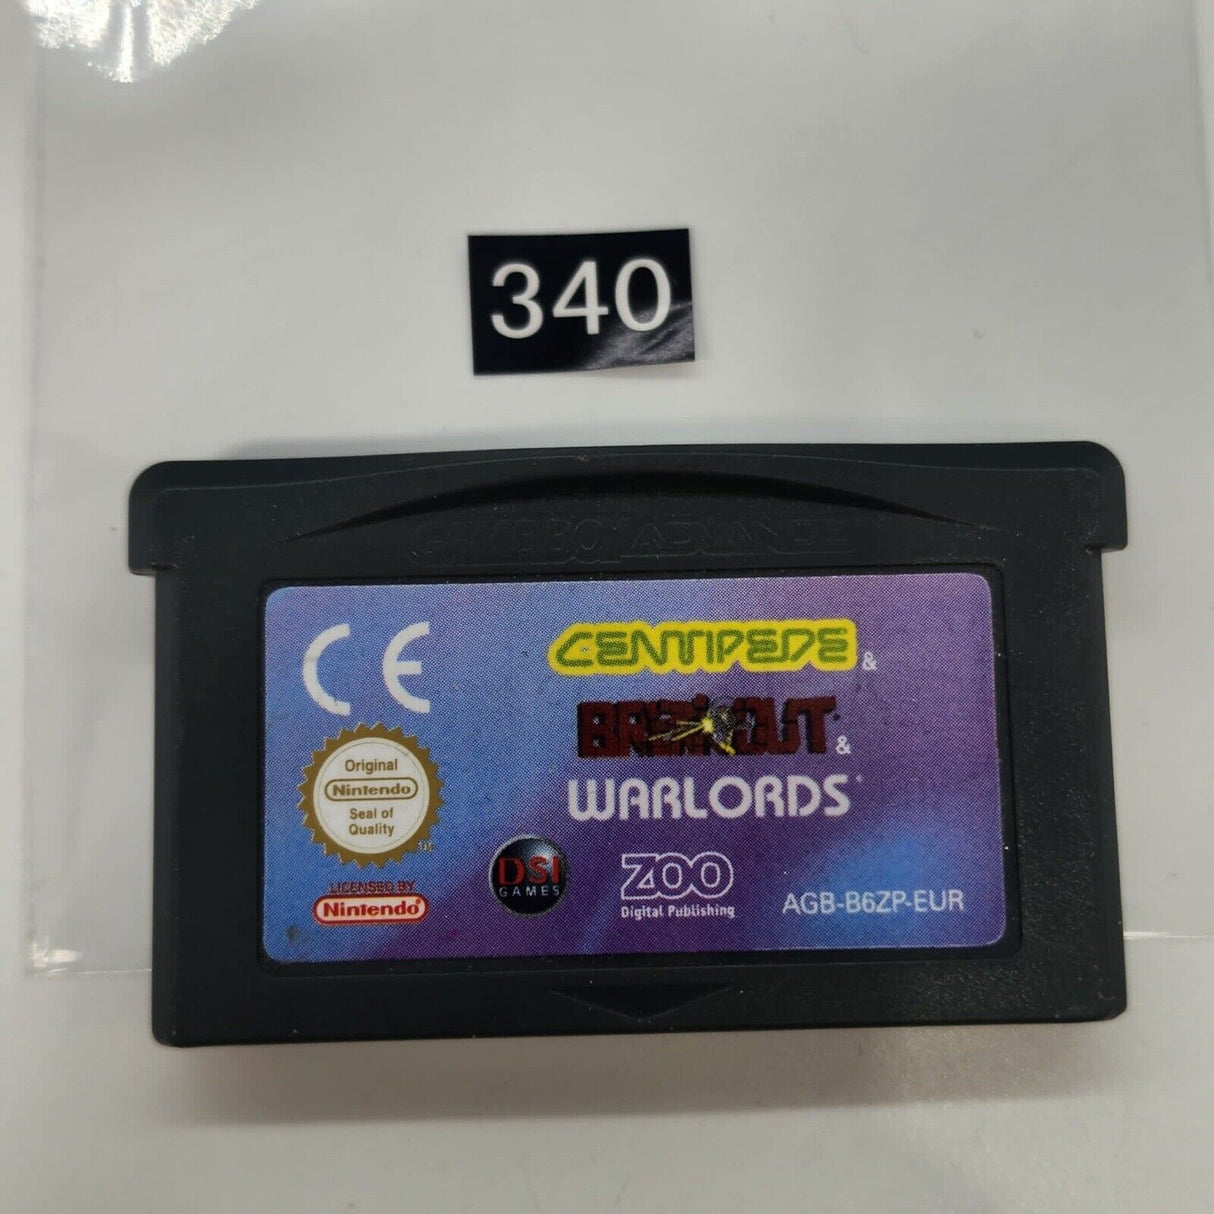 340
GAME BOY ADVANCE
CE
CENTIPEDE &
BREAKOUT &
WARLORDS
Original
Nintendo
Seal of
Quality
LICENSED BY
Nintendo®
DSI
GAMES
ZOO
Digital Publishing
AGB-B6ZP-EUR